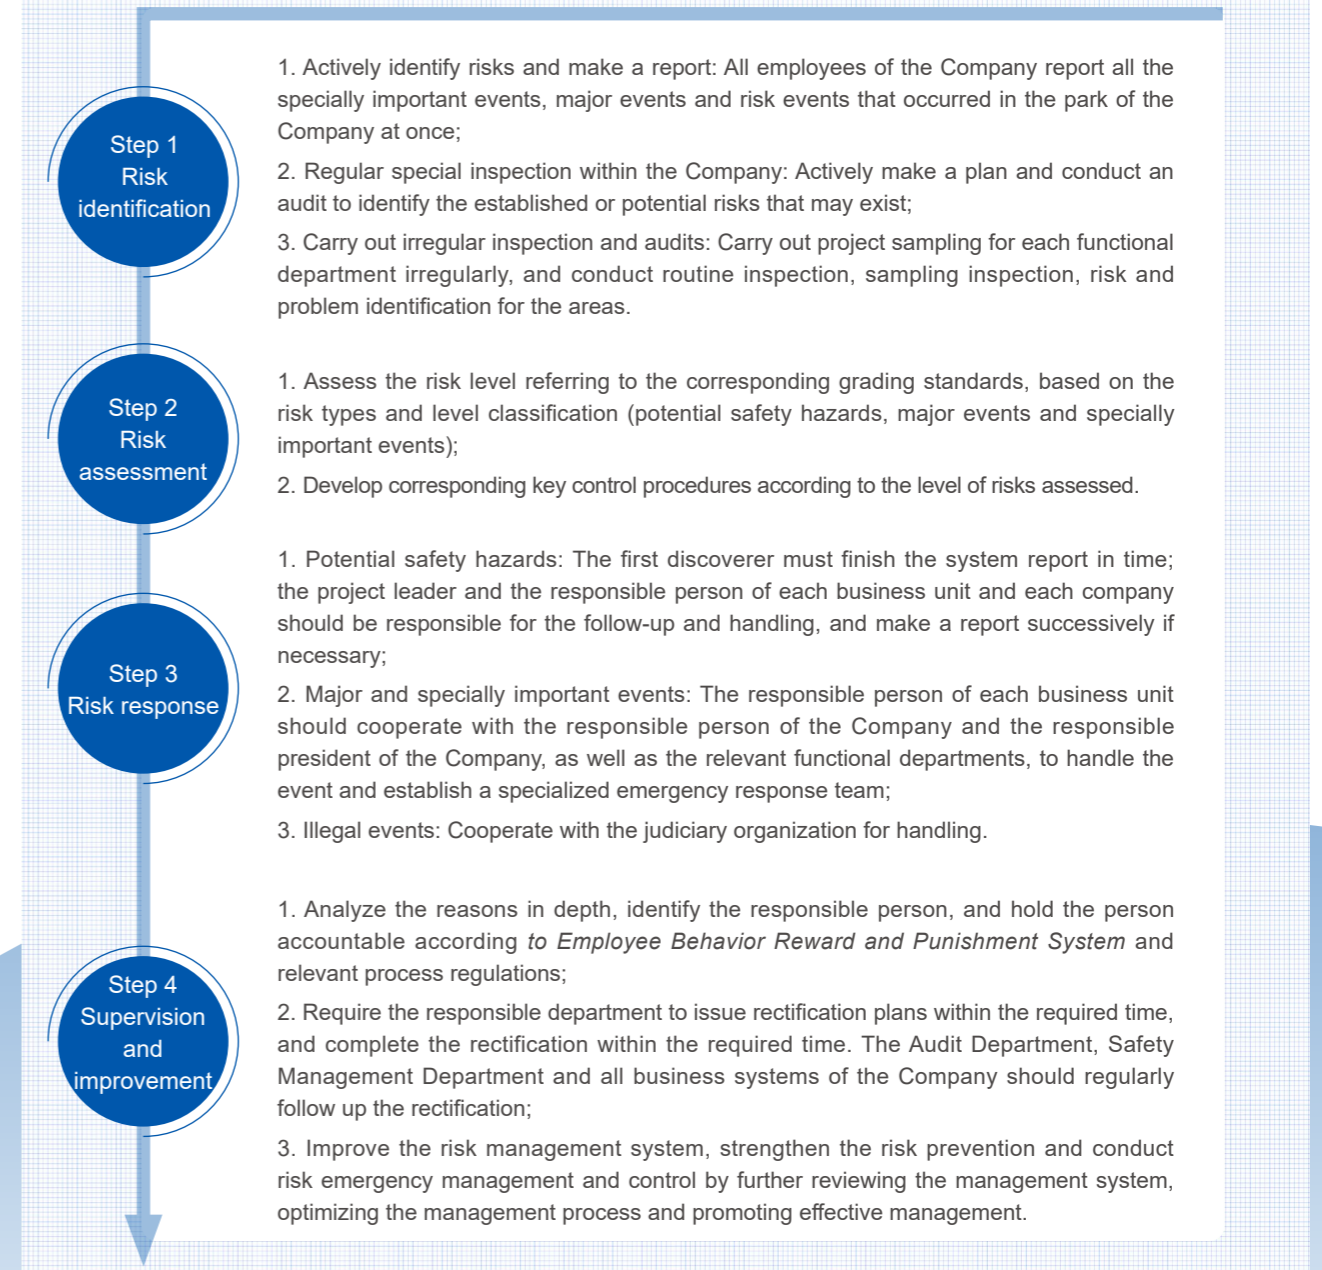 Step 1
Risk
identification
1. Actively identify risks and make a report: All employees of the Company report all the
specially important events, major events and risk events that occurred in the park of the
Company at once;
2. Regular special inspection within the Company: Actively make a plan and conduct an
audit to identify the established or potential risks that may exist;
3. Carry out irregular inspection and audits: Carry out project sampling for each functional
department irregularly, and conduct routine inspection, sampling inspection, risk and
problem identification for the areas.
Step 2
Risk
assessment
1. Assess the risk level referring to the corresponding grading standards, based on the
risk types and level classification (potential safety hazards, major events and specially
important events);
2. Develop corresponding key control procedures according to the level of risks assessed.
Step 3
Risk response
1. Potential safety hazards: The first discoverer must finish the system report in time;
the project leader and the responsible person of each business unit and each company
should be responsible for the follow-up and handling, and make a report successively if
necessary;
2. Major and specially important events: The responsible person of each business unit
should cooperate with the responsible person of the Company and the responsible
president of the Company, as well as the relevant functional departments, to handle the
event and establish a specialized emergency response team;
3. Illegal events: Cooperate with the judiciary organization for handling.
Step 4
Supervision
and
improvement
1. Analyze the reasons in depth, identify the responsible person, and hold the person
accountable according to Employee Behavior Reward and Punishment System and
relevant process regulations;
2. Require the responsible department to issue rectification plans within the required time,
and complete the rectification within the required time. The Audit Department, Safety
Management Department and all business systems of the Company should regularly
follow up the rectification;
3. Improve the risk management system, strengthen the risk prevention and conduct
risk emergency management and control by further reviewing the management system,
optimizing the management process and promoting effective management.